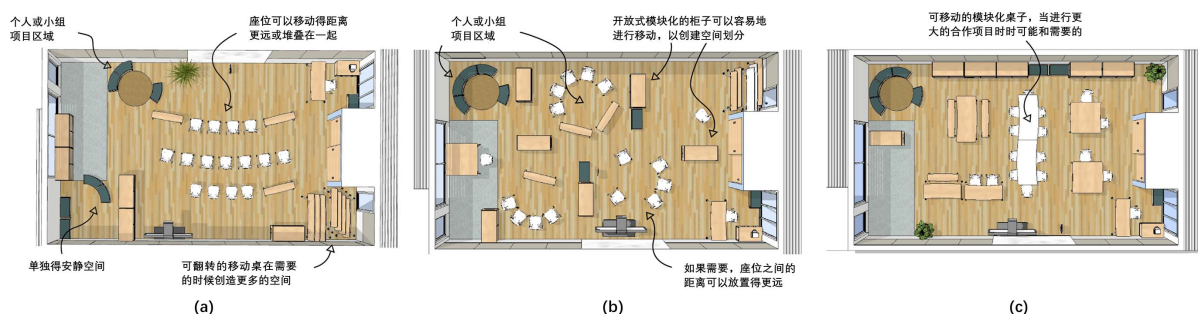 个人或小组
项目区域
座位可以移动得距离
更远或堆叠在一起
单独得安静空间
可翻转的移动桌在需要
的时候创造更多的空间
(a)
个人或小组
项目区域
开放式模块化的柜子可以容易地
进行移动，以创建空间划分
如果需要，座位之间的
距离可以放置得更远
(b)
可移动的模块化桌子，当进行更
大的合作项目时时可能和需要的
(c)